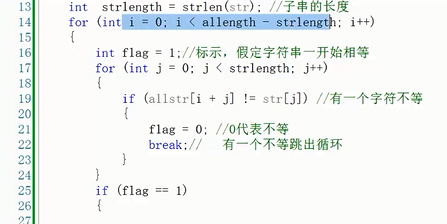 13 int strlength = strlen(str); //子串的长度
14 for (int i = 0; i < allength - strlength; i++)
15 {
16 int flag = 1;//标示，假定字符串一开始相等
17 for (int j = 0; j < strlength; j++)
18 {
19 if (allstr[i + j] != str[j]) //有一个字符不等
20 {
21 flag = 0; //0代表不等
22 break;// 有一个不等跳出循环
23 }
24 }
25 if (flag == 1)
26 {